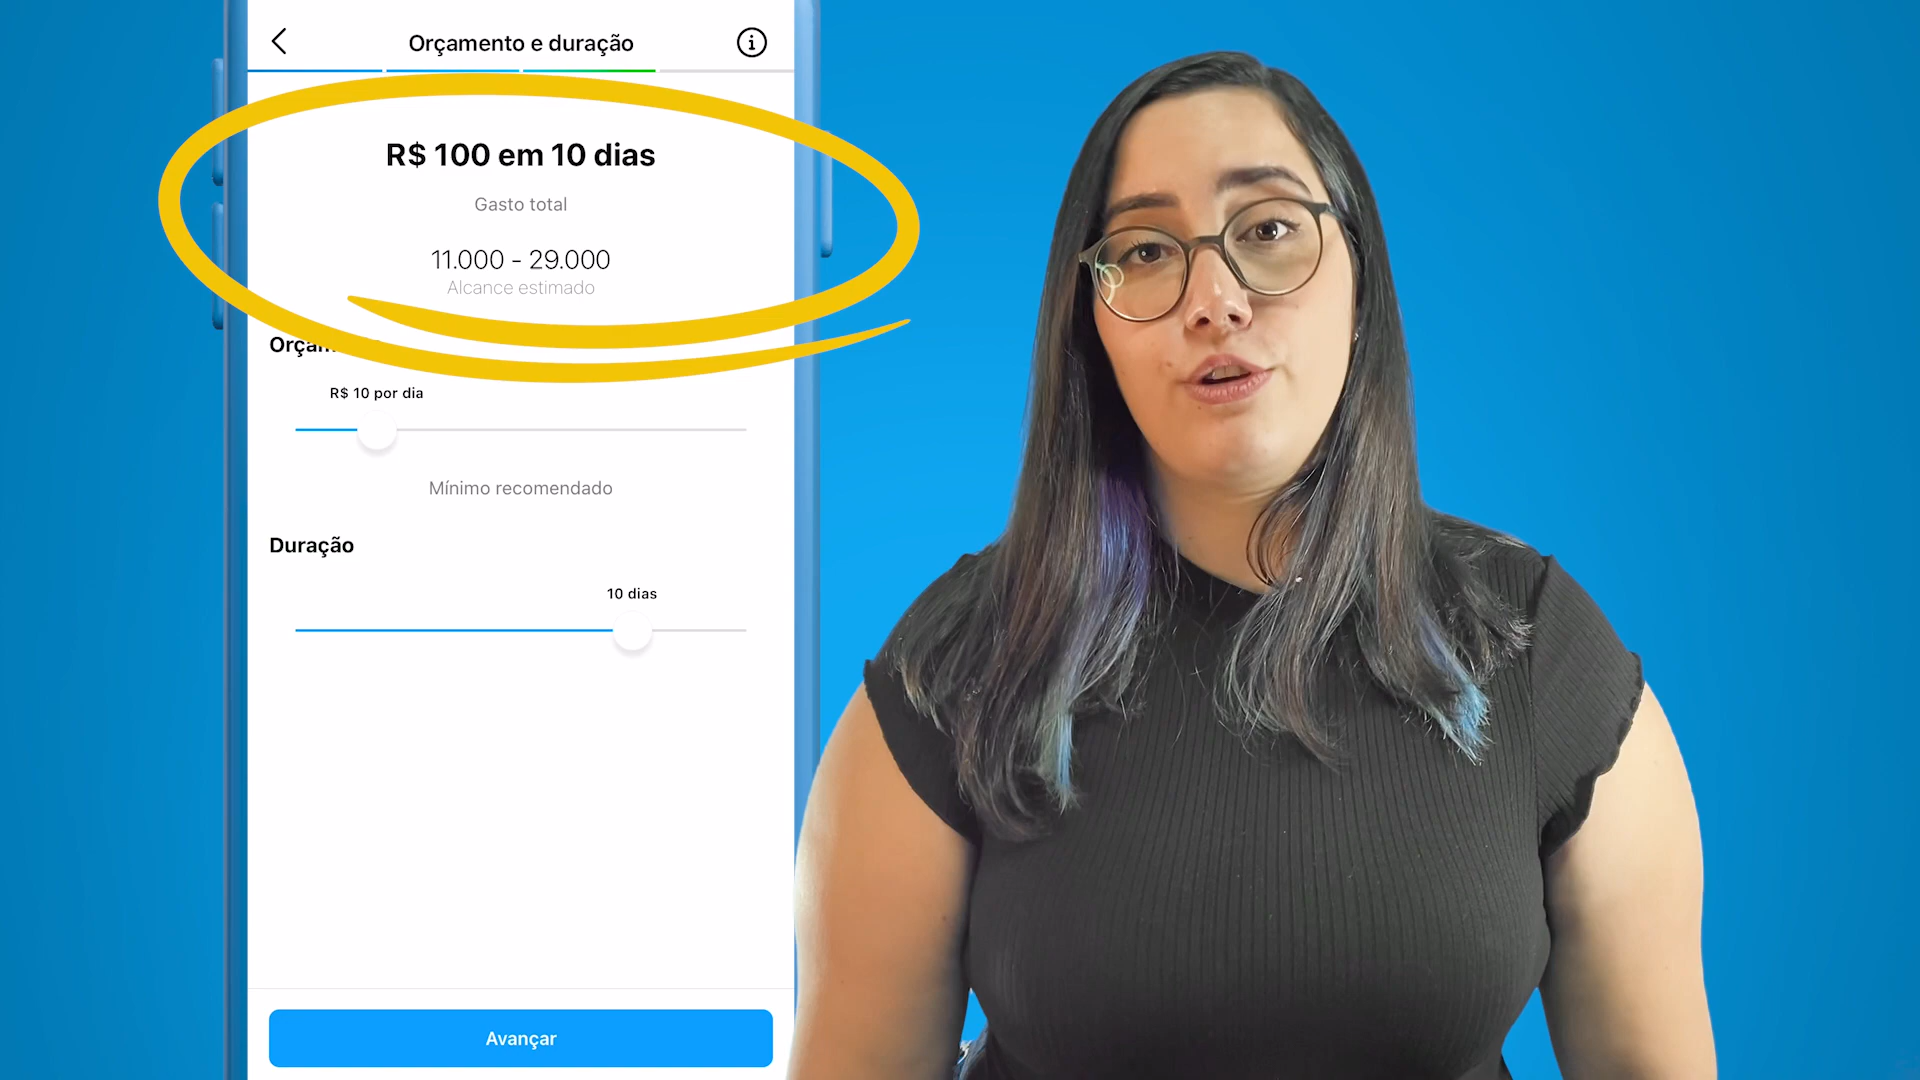 Orçamento e duração
R$ 100 em 10 dias
Gasto total
11.000 - 29.000
Alcance estimado
R$ 10 por dia
Mínimo recomendado
Duração
10 dias
Avançar